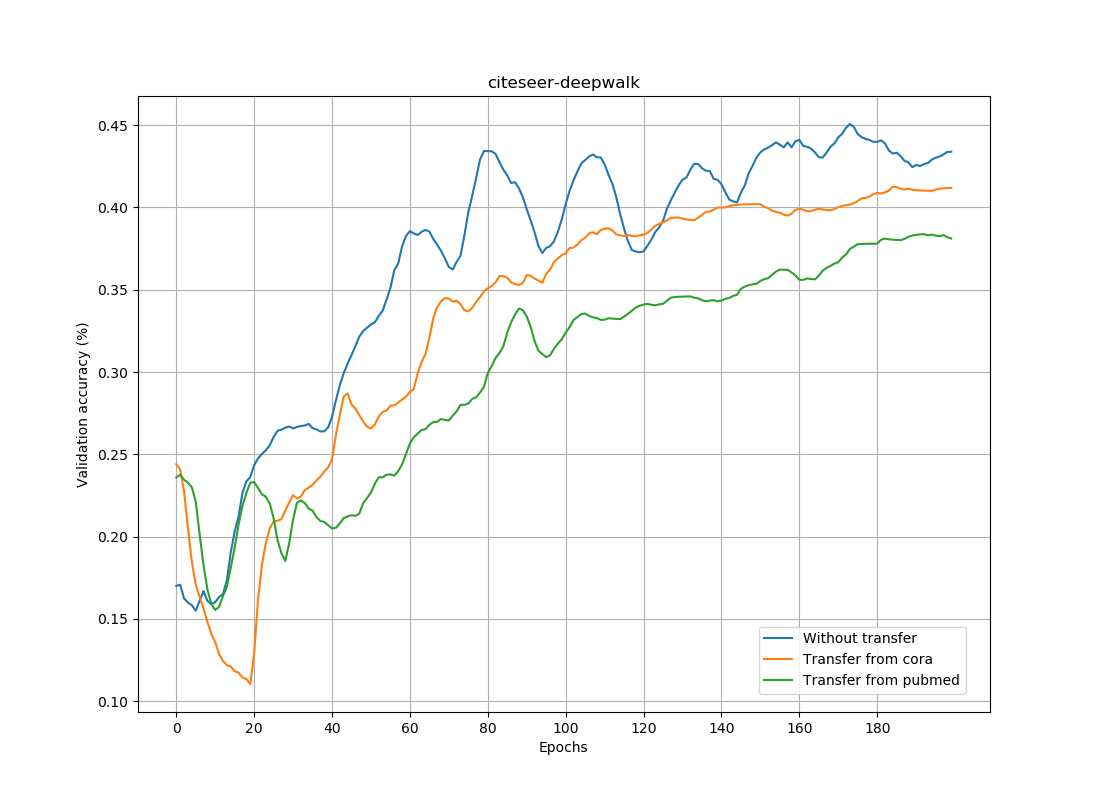 citeseer-deepwalk
Validation accuracy (%)
0.45
0.40
0.35
0.30
0.25
0.20
0.15
0.10
0 20 40 60 80 100 120 140 160 180
Epochs
Without transfer
Transfer from cora
Transfer from pubmed